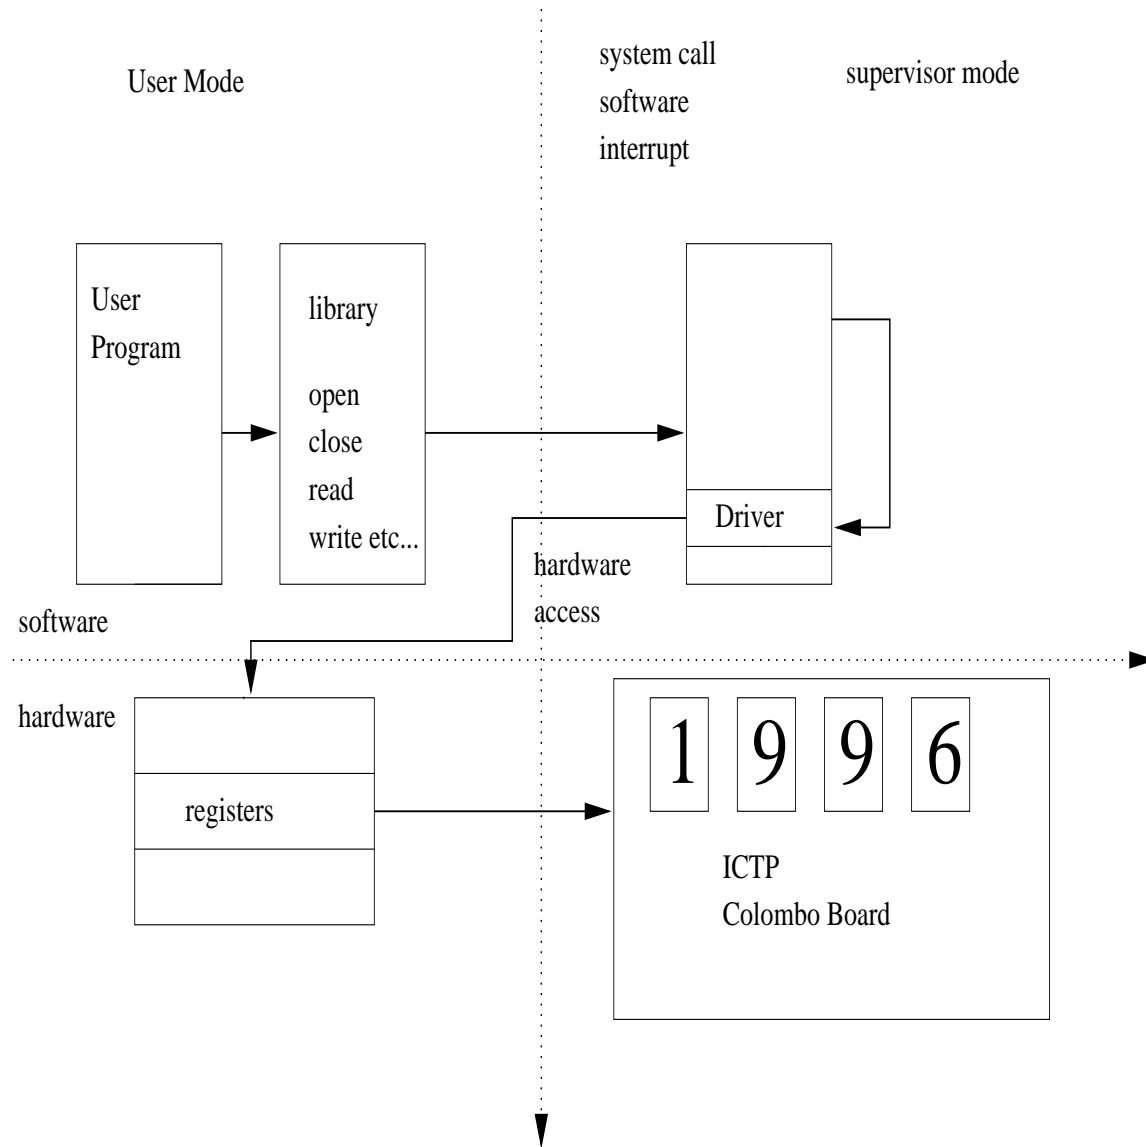 User Mode
system call
software
interrupt
supervisor mode
User
Program
library
open
close
read
write etc...
Driver
hardware
access
software
hardware
registers
1 9 9 6
ICTP
Colombo Board